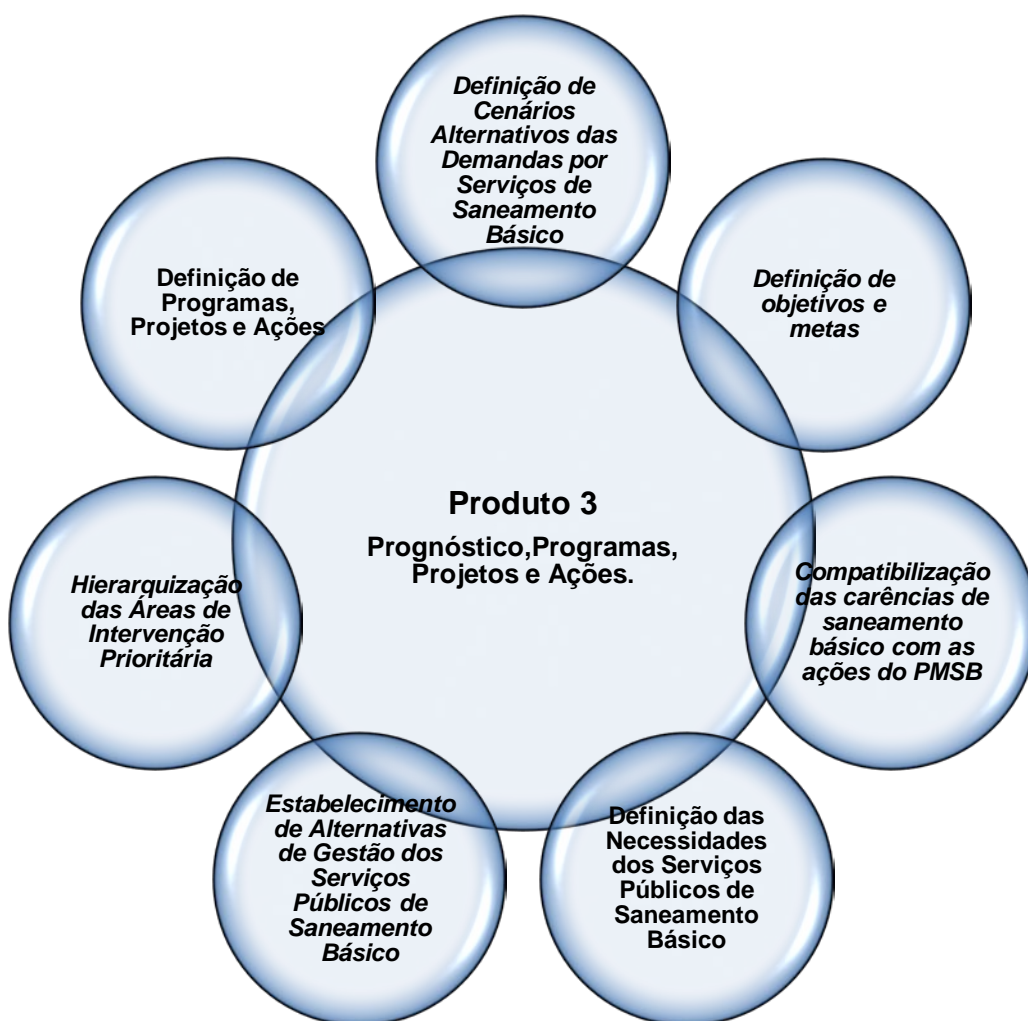 Definição de
Cenários
Alternativos das
Demandas por
Serviços de
Saneamento
Básico
Definição de
objetivos e
metas
Compatibilização
das carências de
saneamento
básico com as
ações do PMSB
Definição das
Necessidades
dos Serviços
Públicos de
Saneamento
Básico
Estabelecimento
de Alternativas
de Gestão dos
Serviços
Públicos de
Saneamento
Básico
Hierarquização
das Áreas de
Intervenção
Prioritária
Definição de
Programas,
Projetos e Ações
Produto 3
Prognóstico,Programas,
Projetos e Ações.